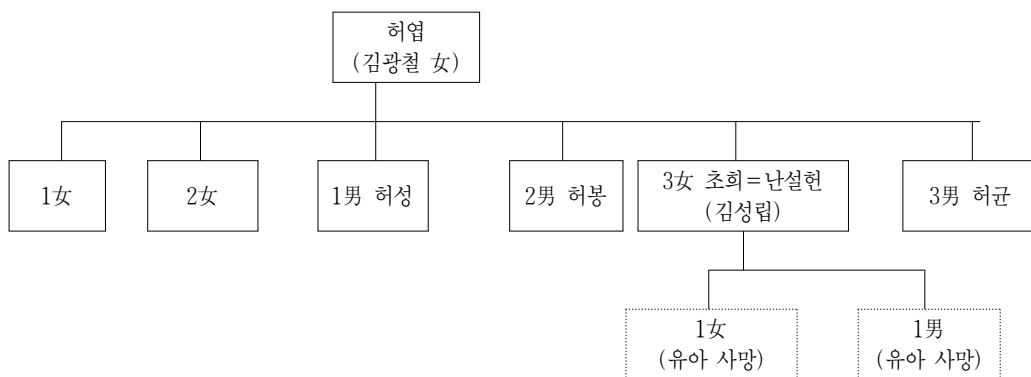 허엽
(김광철 女)
1女
2女
1男 허성
2男 허봉
3女 초희=난설헌
(김성립)
3男 허균
1女
(유아 사망)
1男
(유아 사망)